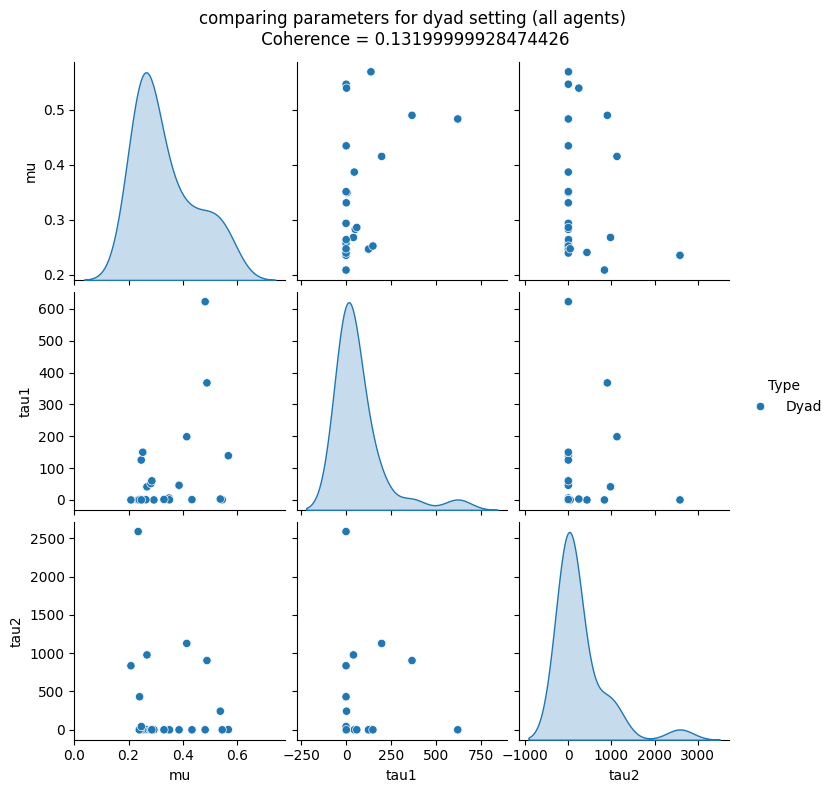 comparing parameters for dyad setting (all agents)
Coherence = 0.13199999928474426
0.5
0.4
0.3
0.2
mu
600
500
400
300
200
100
0
tau1
Type
Dyad
2500
2000
1500
1000
500
0
tau2
0.0 0.2 0.4 0.6
−250 0 250 500 750
−1000 0 1000 2000 3000
mu
tau1
tau2